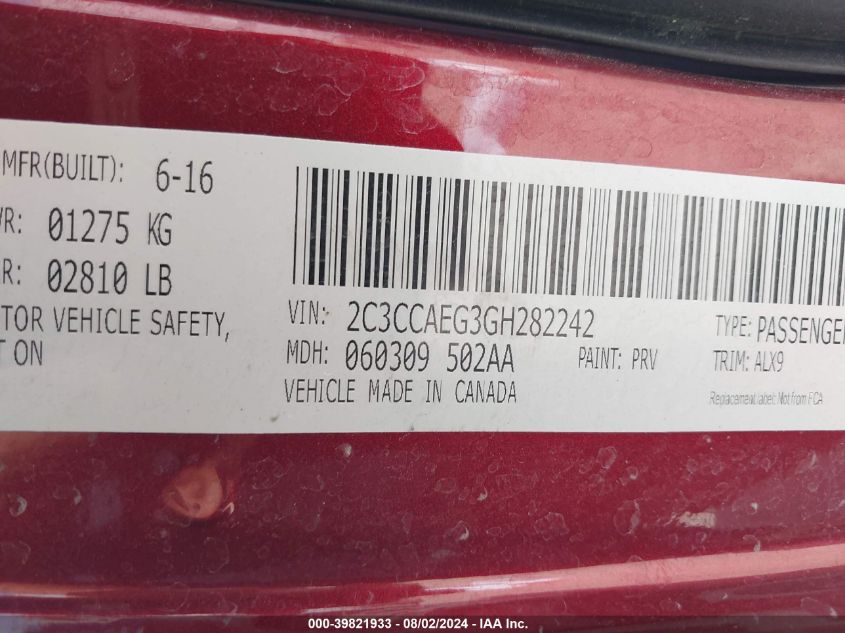 MFR(BUILT): 6-16
WR: 01275 KG
R: 02810 LB
TOR VEHICLE SAFETY,
T ON
VIN: 2C3CCAEG3GH282242
TYPE: PASSENGER
MDH: 060309 502AA
PAINT: PRV
TRIM: ALX9
VEHICLE MADE IN CANADA
Replacement label: Not from FCA
000-39821933 - 08/02/2024 - IAA Inc.